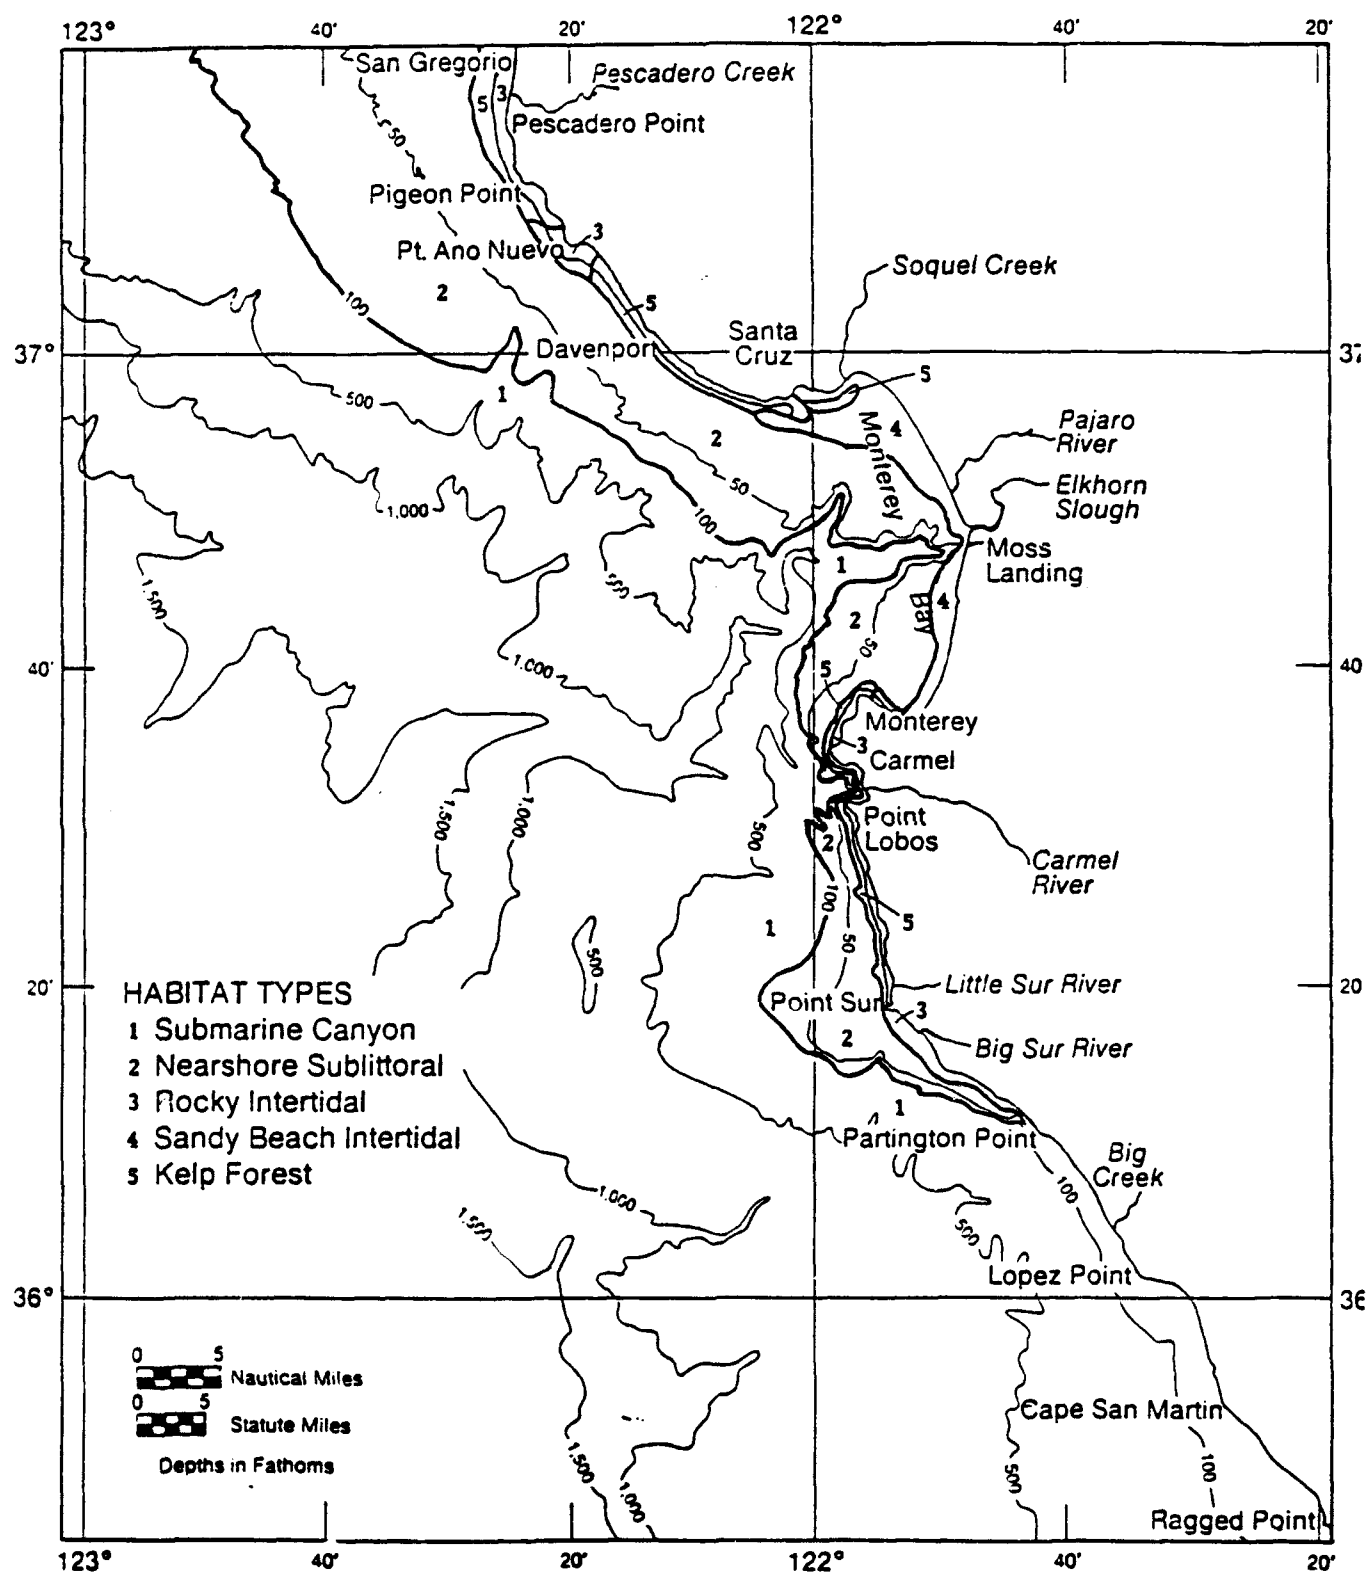 123° 40' 20' 122° 40' 20'
San Gregorio
Pescadero Creek
3
5
Pescadero Point
50
Pigeon Point
3
Pt. Ano Nuevo
Soquel Creek
2
100
5
Santa
Cruz
Davenport
37°
5
1
500
4
Pajaro
River
2
Monterey
Bay
50
Elkhorn
Slough
1,000
100
Moss
Landing
1
500
1,500
4
2
50
1,000
40' 40'
5
Monterey
3
Carmel
1,500
1,000
500
Point
Lobos
2
Carmel
River
100
5
1
50
500
20' 20
Little Sur River
Point Sur
3
2
Big Sur River
HABITAT TYPES
1 Submarine Canyon
2 Nearshore Sublittoral
3 Rocky Intertidal
4 Sandy Beach Intertidal
5 Kelp Forest
1
Partington Point
Big
Creek
100
1,000
1,500
500
Lopez Point
36° 36
0 5
Nautical Miles
0 5
Statute Miles
Depths in Fathoms
Cape San Martin
1,500
1,000
500
100
Ragged Point
123° 40' 20' 122° 40' 20'